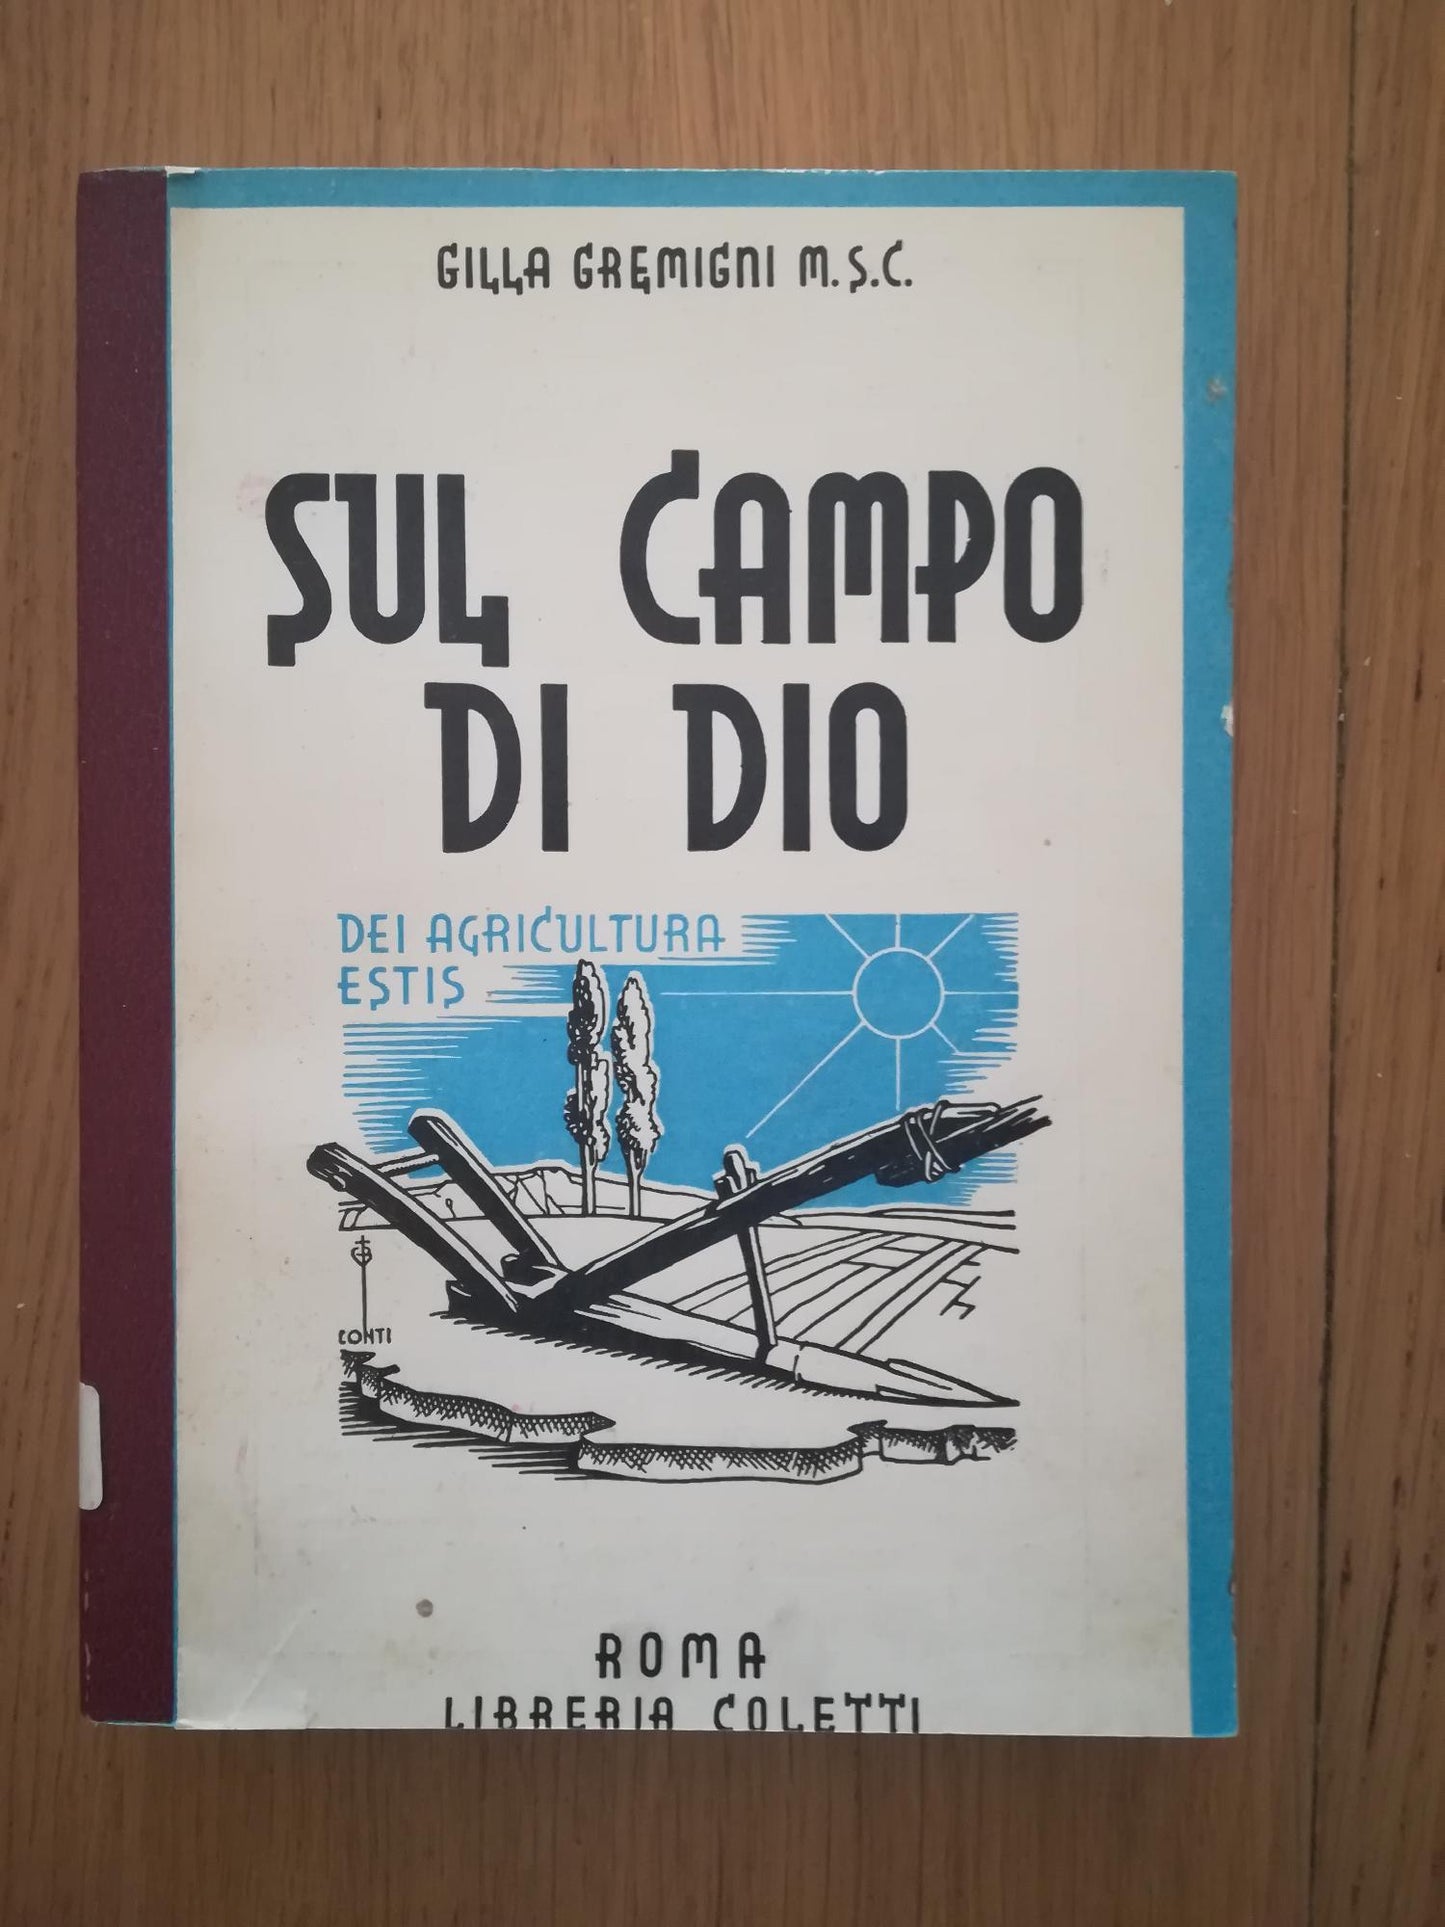 GILLA GREMIGNI M.S.C.
SUL CAMPO
DI DIO
DEI AGRICULTURA
ESTIS
CONTI
ROMA
LIBRERIA COLETTI